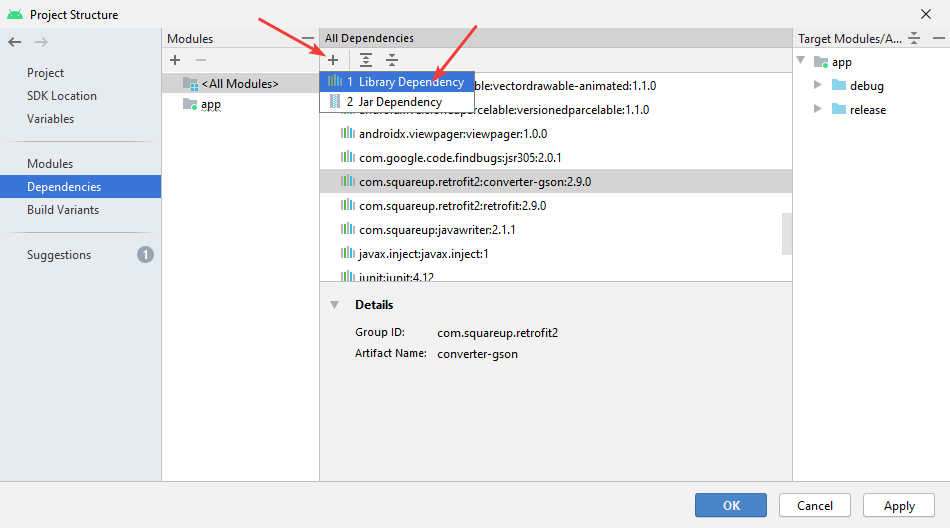 Project Structure
Project
SDK Location
Variables
Modules
Dependencies
Build Variants
Suggestions
1
Modules
<All Modules>
app
All Dependencies
1 Library Dependency
2 Jar Dependency
ble:vectordrawable-animated:1.1.0
androidx.versionedparcelable:versionedparcelable:1.1.0
androidx.viewpager:viewpager:1.0.0
com.google.code.findbugs:jsr305:2.0.1
com.squareup.retrofit2:converter-gson:2.9.0
com.squareup.retrofit2:retrofit:2.9.0
com.squareup:javawriter:2.1.1
javax.inject:javax.inject:1
junit:junit:4.12
Details
Group ID: com.squareup.retrofit2
Artifact Name: converter-gson
Target Modules/A...
app
debug
release
OK
Cancel
Apply